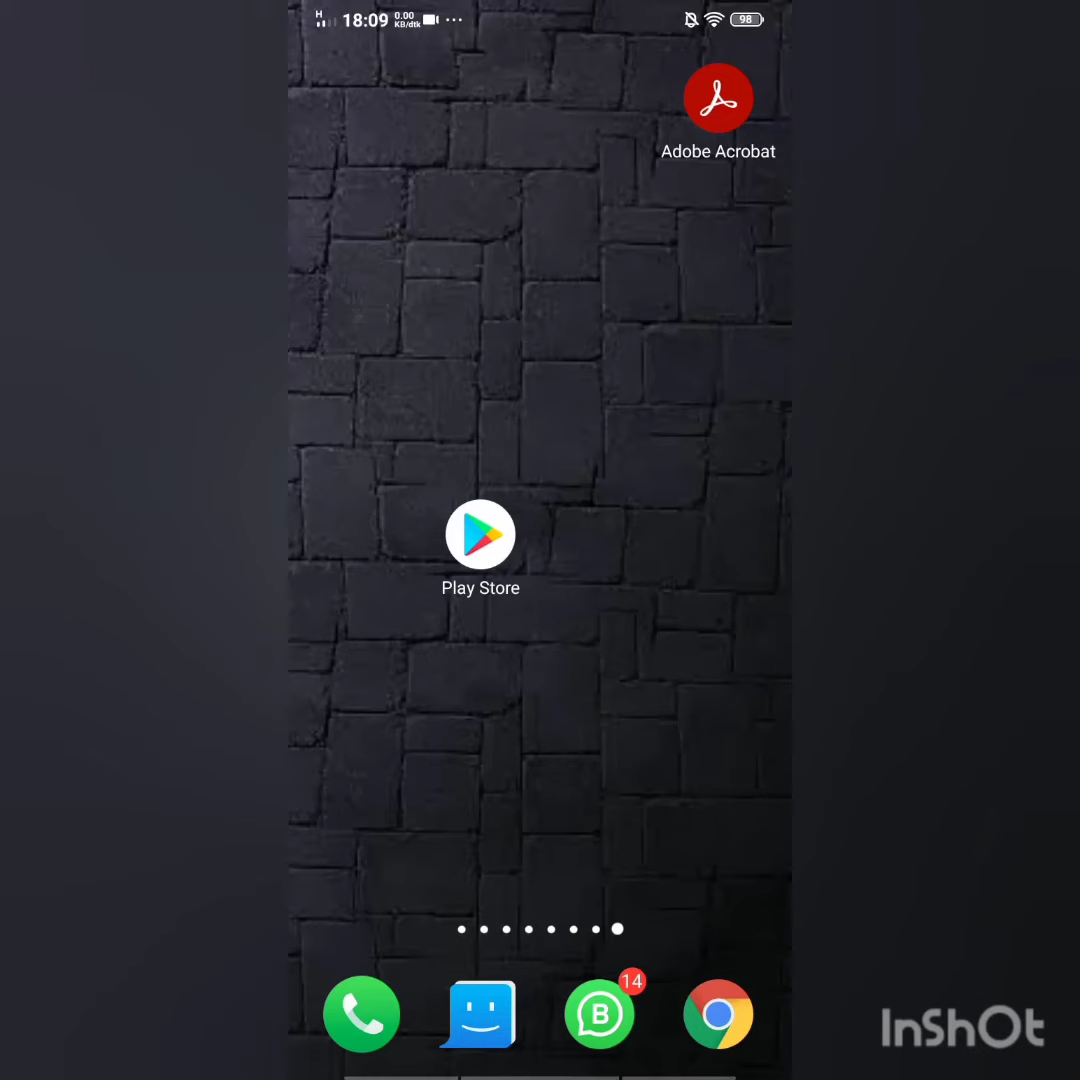 H 18:09 0.00 KB/dtk ... 98
Adobe Acrobat
Play Store
14
B
InShOt